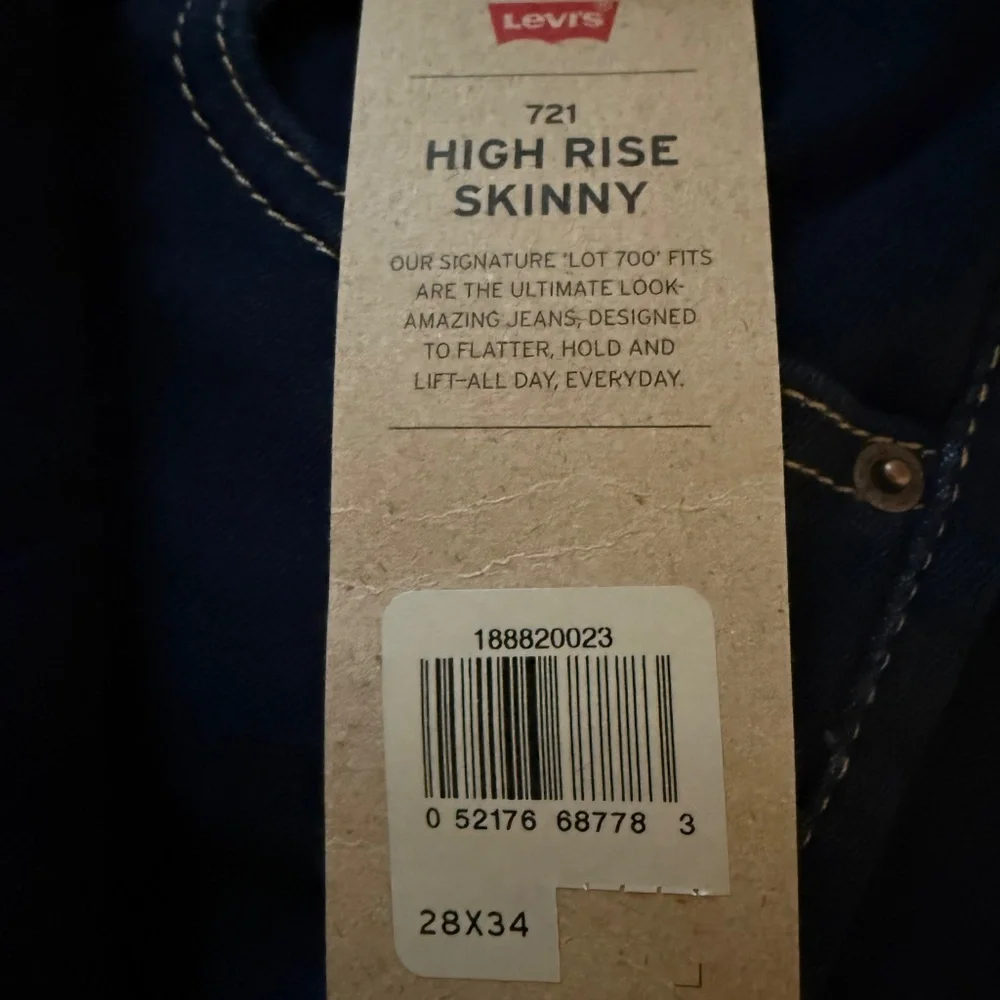 Levi's
721
HIGH RISE
SKINNY
OUR SIGNATURE 'LOT 700' FITS
ARE THE ULTIMATE LOOK-
AMAZING JEANS, DESIGNED
TO FLATTER, HOLD AND
LIFT—ALL DAY, EVERYDAY.
188820023
0 52176 68778 3
28X34